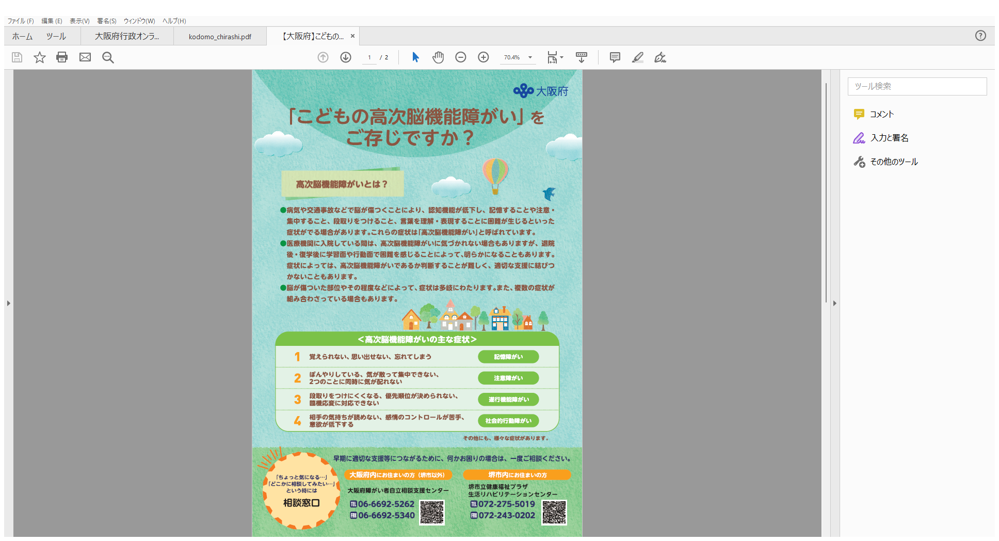 ファイル(F) 編集(E) 表示(V) 署名(S) ウィンドウ(W) ヘルプ(H)
ホーム ツール 大阪府行政オンラ... kodomo_chirashi.pdf 【大阪府】こどもの... ×
1 / 2 70.4%
ツール検索
コメント
入力と署名
その他のツール
大阪府
「こどもの高次脳機能障がい」を
ご存じですか？
高次脳機能障がいとは？
●病気や交通事故などで脳が傷つくことにより、認知機能が低下し、記憶することや注意・
集中すること、段取りをつけること、言葉を理解・表現することに困難が生じるといった
症状がでる場合があります。これらの症状は「高次脳機能障がい」と呼ばれています。
●医療機関に入院している間は、高次脳機能障がいに気づかれない場合もありますが、退院
後・復学後に学習面や行動面で困難を感じることによって、明らかになることもあります。
症状によっては、高次脳機能障がいであるか判断することが難しく、適切な支援に結びつ
かないこともあります。
●脳が傷ついた部位やその程度などによって、症状は多岐にわたります。また、複数の症状が
組み合わさっている場合もあります。
＜高次脳機能障がいの主な症状＞
1 覚えられない、思い出せない、忘れてしまう 記憶障がい
2 ぼんやりしている、気が散って集中できない、
2つのことに同時に気が配れない 注意障がい
3 段取りをつけにくくなる、優先順位が決められない、
臨機応変に対応できない 遂行機能障がい
4 相手の気持ちが読めない、感情のコントロールが苦手、
意欲が低下する 社会的行動障がい
その他にも、様々な症状があります。
早期に適切な支援等につながるために、何かお困りの場合は、一度ご相談ください。
「ちょっと気になる…」
「どこかに相談してみたい…」
という時には
相談窓口
大阪府内にお住まいの方（堺市以外）
大阪府障がい者自立相談支援センター
TEL 06-6692-5262
FAX 06-6692-5340
堺市内にお住まいの方
堺市立健康福祉プラザ
生活リハビリテーションセンター
TEL 072-275-5019
FAX 072-243-0202